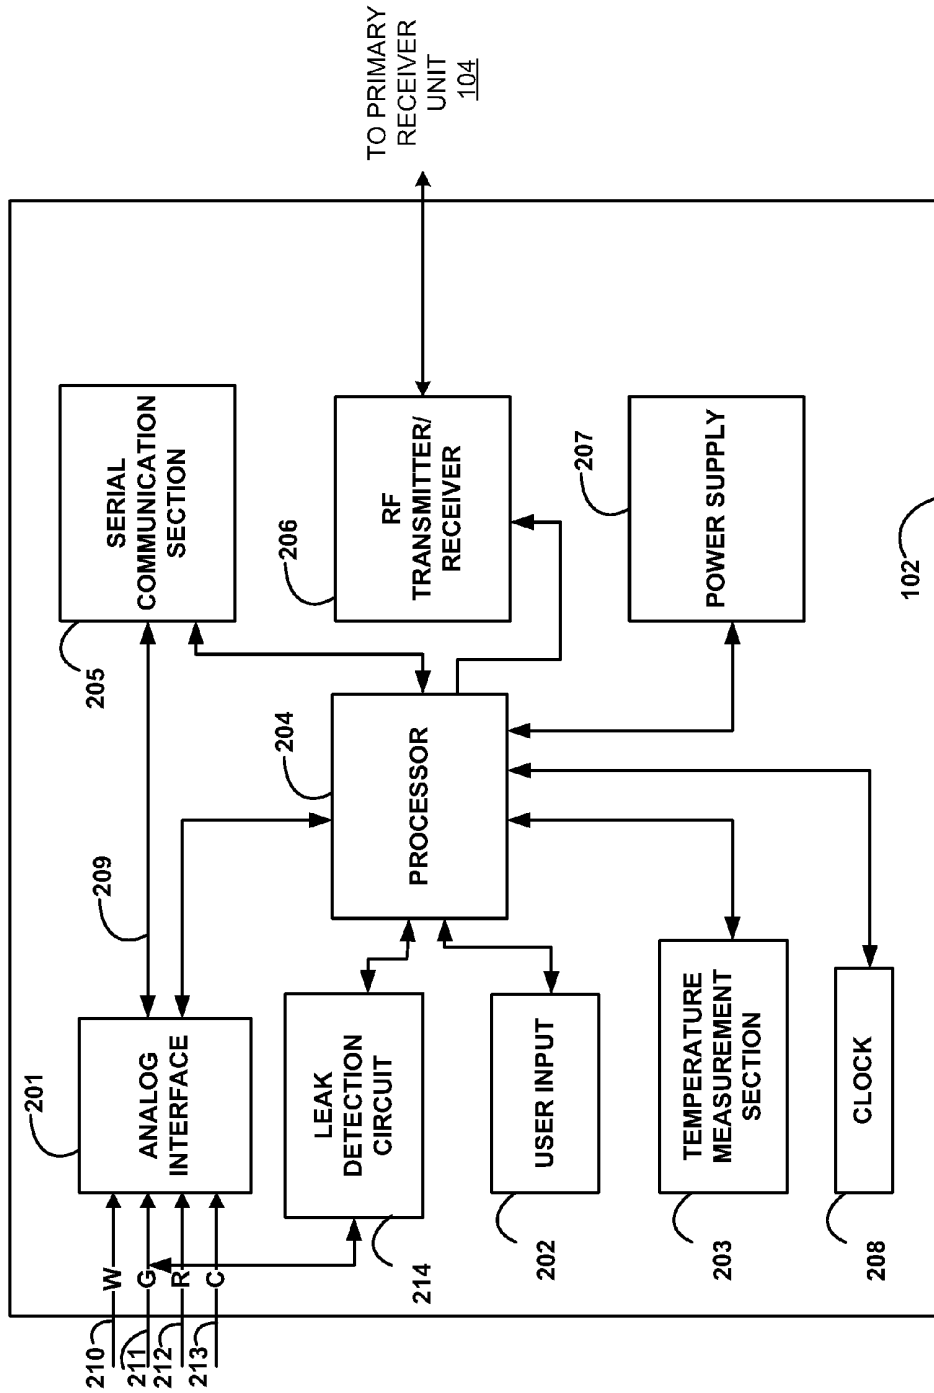 210
211
212
213
W
G
R
C
201
ANALOG
INTERFACE
209
205
SERIAL
COMMUNICATION
SECTION
214
LEAK
DETECTION
CIRCUIT
204
PROCESSOR
206
RF
TRANSMITTER/
RECEIVER
TO PRIMARY
RECEIVER
UNIT
104
202
USER INPUT
203
TEMPERATURE
MEASUREMENT
SECTION
207
POWER SUPPLY
208
CLOCK
102